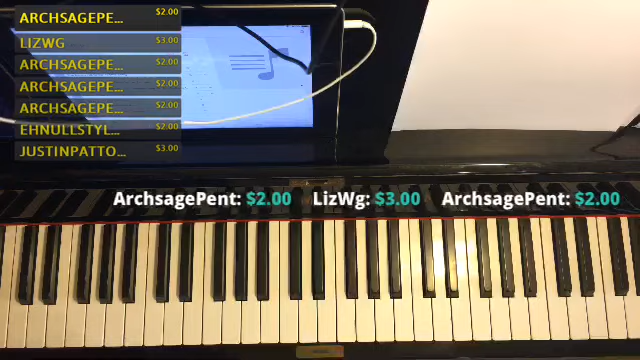 ARCHSAGEPE... $2.00
LIZWG $3.00
ARCHSAGEPE... $2.00
ARCHSAGEPE... $2.00
ARCHSAGEPE... $2.00
EHNULLSTYL... $2.00
JUSTINPATTO... $3.00
ArchsagePent: $2.00 LizWg: $3.00 ArchsagePent: $2.00